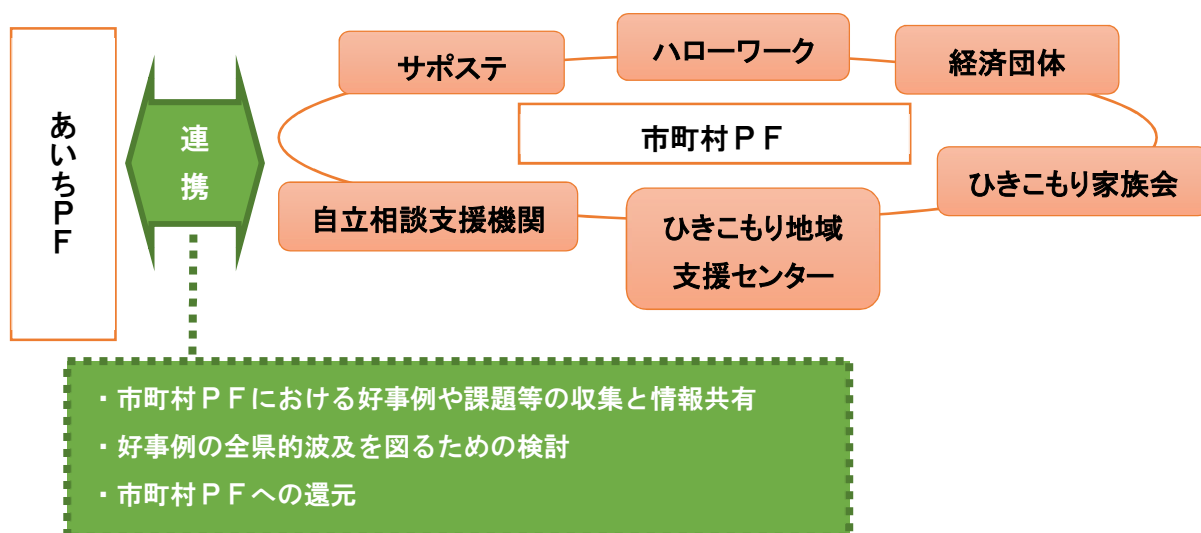 あいちＰＦ
連携
サポステ
ハローワーク
経済団体
市町村ＰＦ
自立相談支援機関
ひきこもり地域
支援センター
ひきこもり家族会
・市町村ＰＦにおける好事例や課題等の収集と情報共有
・好事例の全県的波及を図るための検討
・市町村ＰＦへの還元